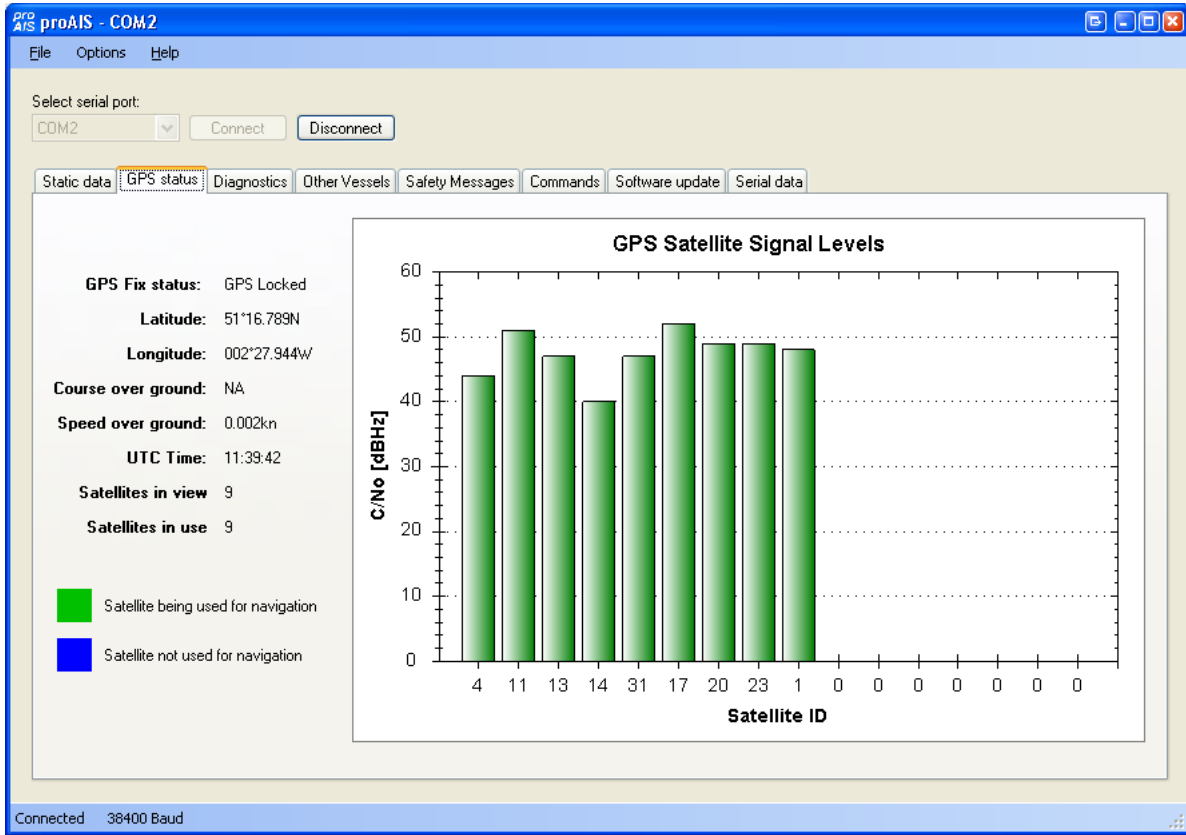 pro AIS proAIS - COM2
File Options Help
Select serial port:
COM2 Connect Disconnect
Static data GPS status Diagnostics Other Vessels Safety Messages Commands Software update Serial data
GPS Fix status: GPS Locked
Latitude: 51°16.789N
Longitude: 002°27.944W
Course over ground: NA
Speed over ground: 0.002kn
UTC Time: 11:39:42
Satellites in view 9
Satellites in use 9
Satellite being used for navigation
Satellite not used for navigation
GPS Satellite Signal Levels
C/No [dBHz]
60
50
40
30
20
10
0
4 11 13 14 31 17 20 23 1 0 0 0 0 0 0 0
Satellite ID
Connected 38400 Baud